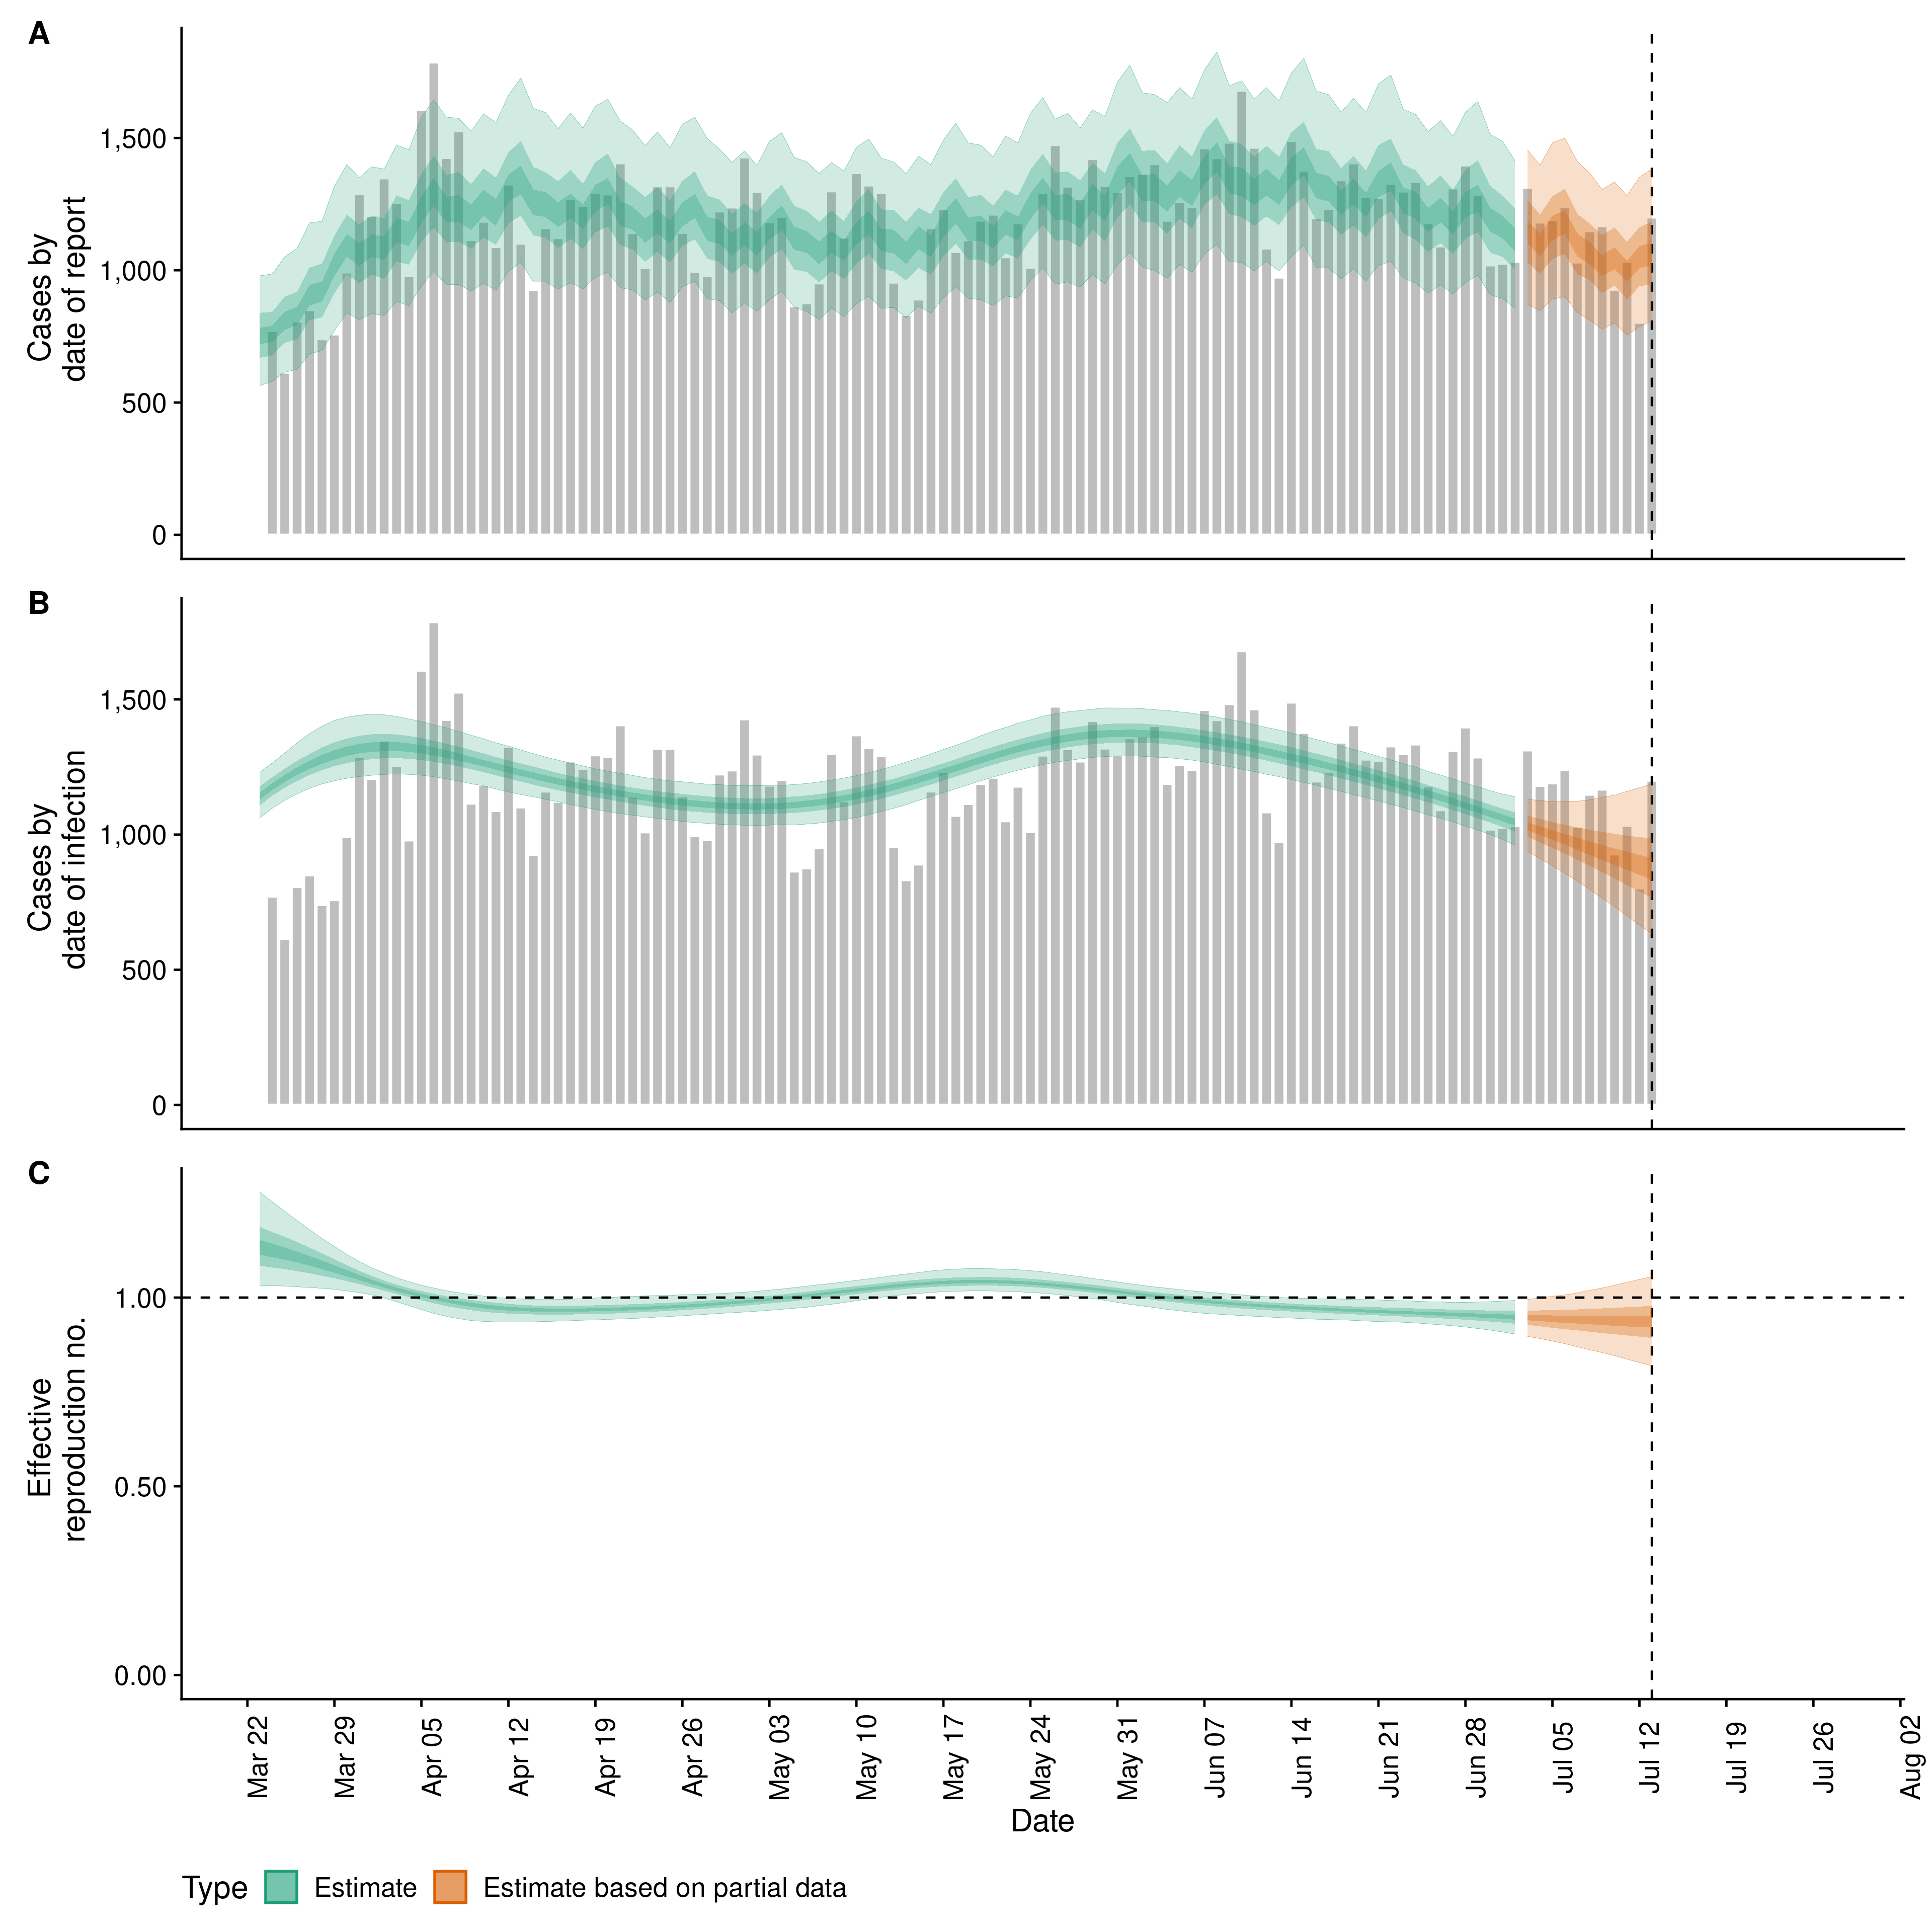 A
Cases by
date of report
1,500
1,000
500
0
B
Cases by
date of infection
1,500
1,000
500
0
C
Effective
reproduction no.
1.00
0.50
0.00
Mar 22
Mar 29
Apr 05
Apr 12
Apr 19
Apr 26
May 03
May 10
May 17
May 24
May 31
Jun 07
Jun 14
Jun 21
Jun 28
Jul 05
Jul 12
Jul 19
Jul 26
Aug 02
Date
Type Estimate Estimate based on partial data